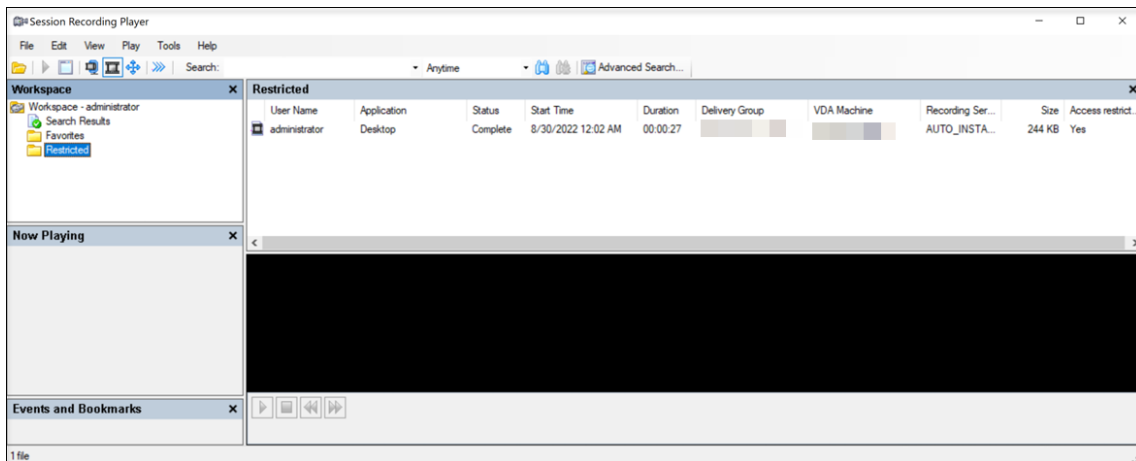 Session Recording Player
File Edit View Play Tools Help
Search: Anytime Advanced Search...
Workspace
Workspace - administrator
Search Results
Favorites
Restricted
Restricted
User Name Application Status Start Time Duration Delivery Group VDA Machine Recording Ser... Size Access restrict...
administrator Desktop Complete 8/30/2022 12:02 AM 00:00:27 AUTO_INSTA... 244 KB Yes
Now Playing
Events and Bookmarks
1 file